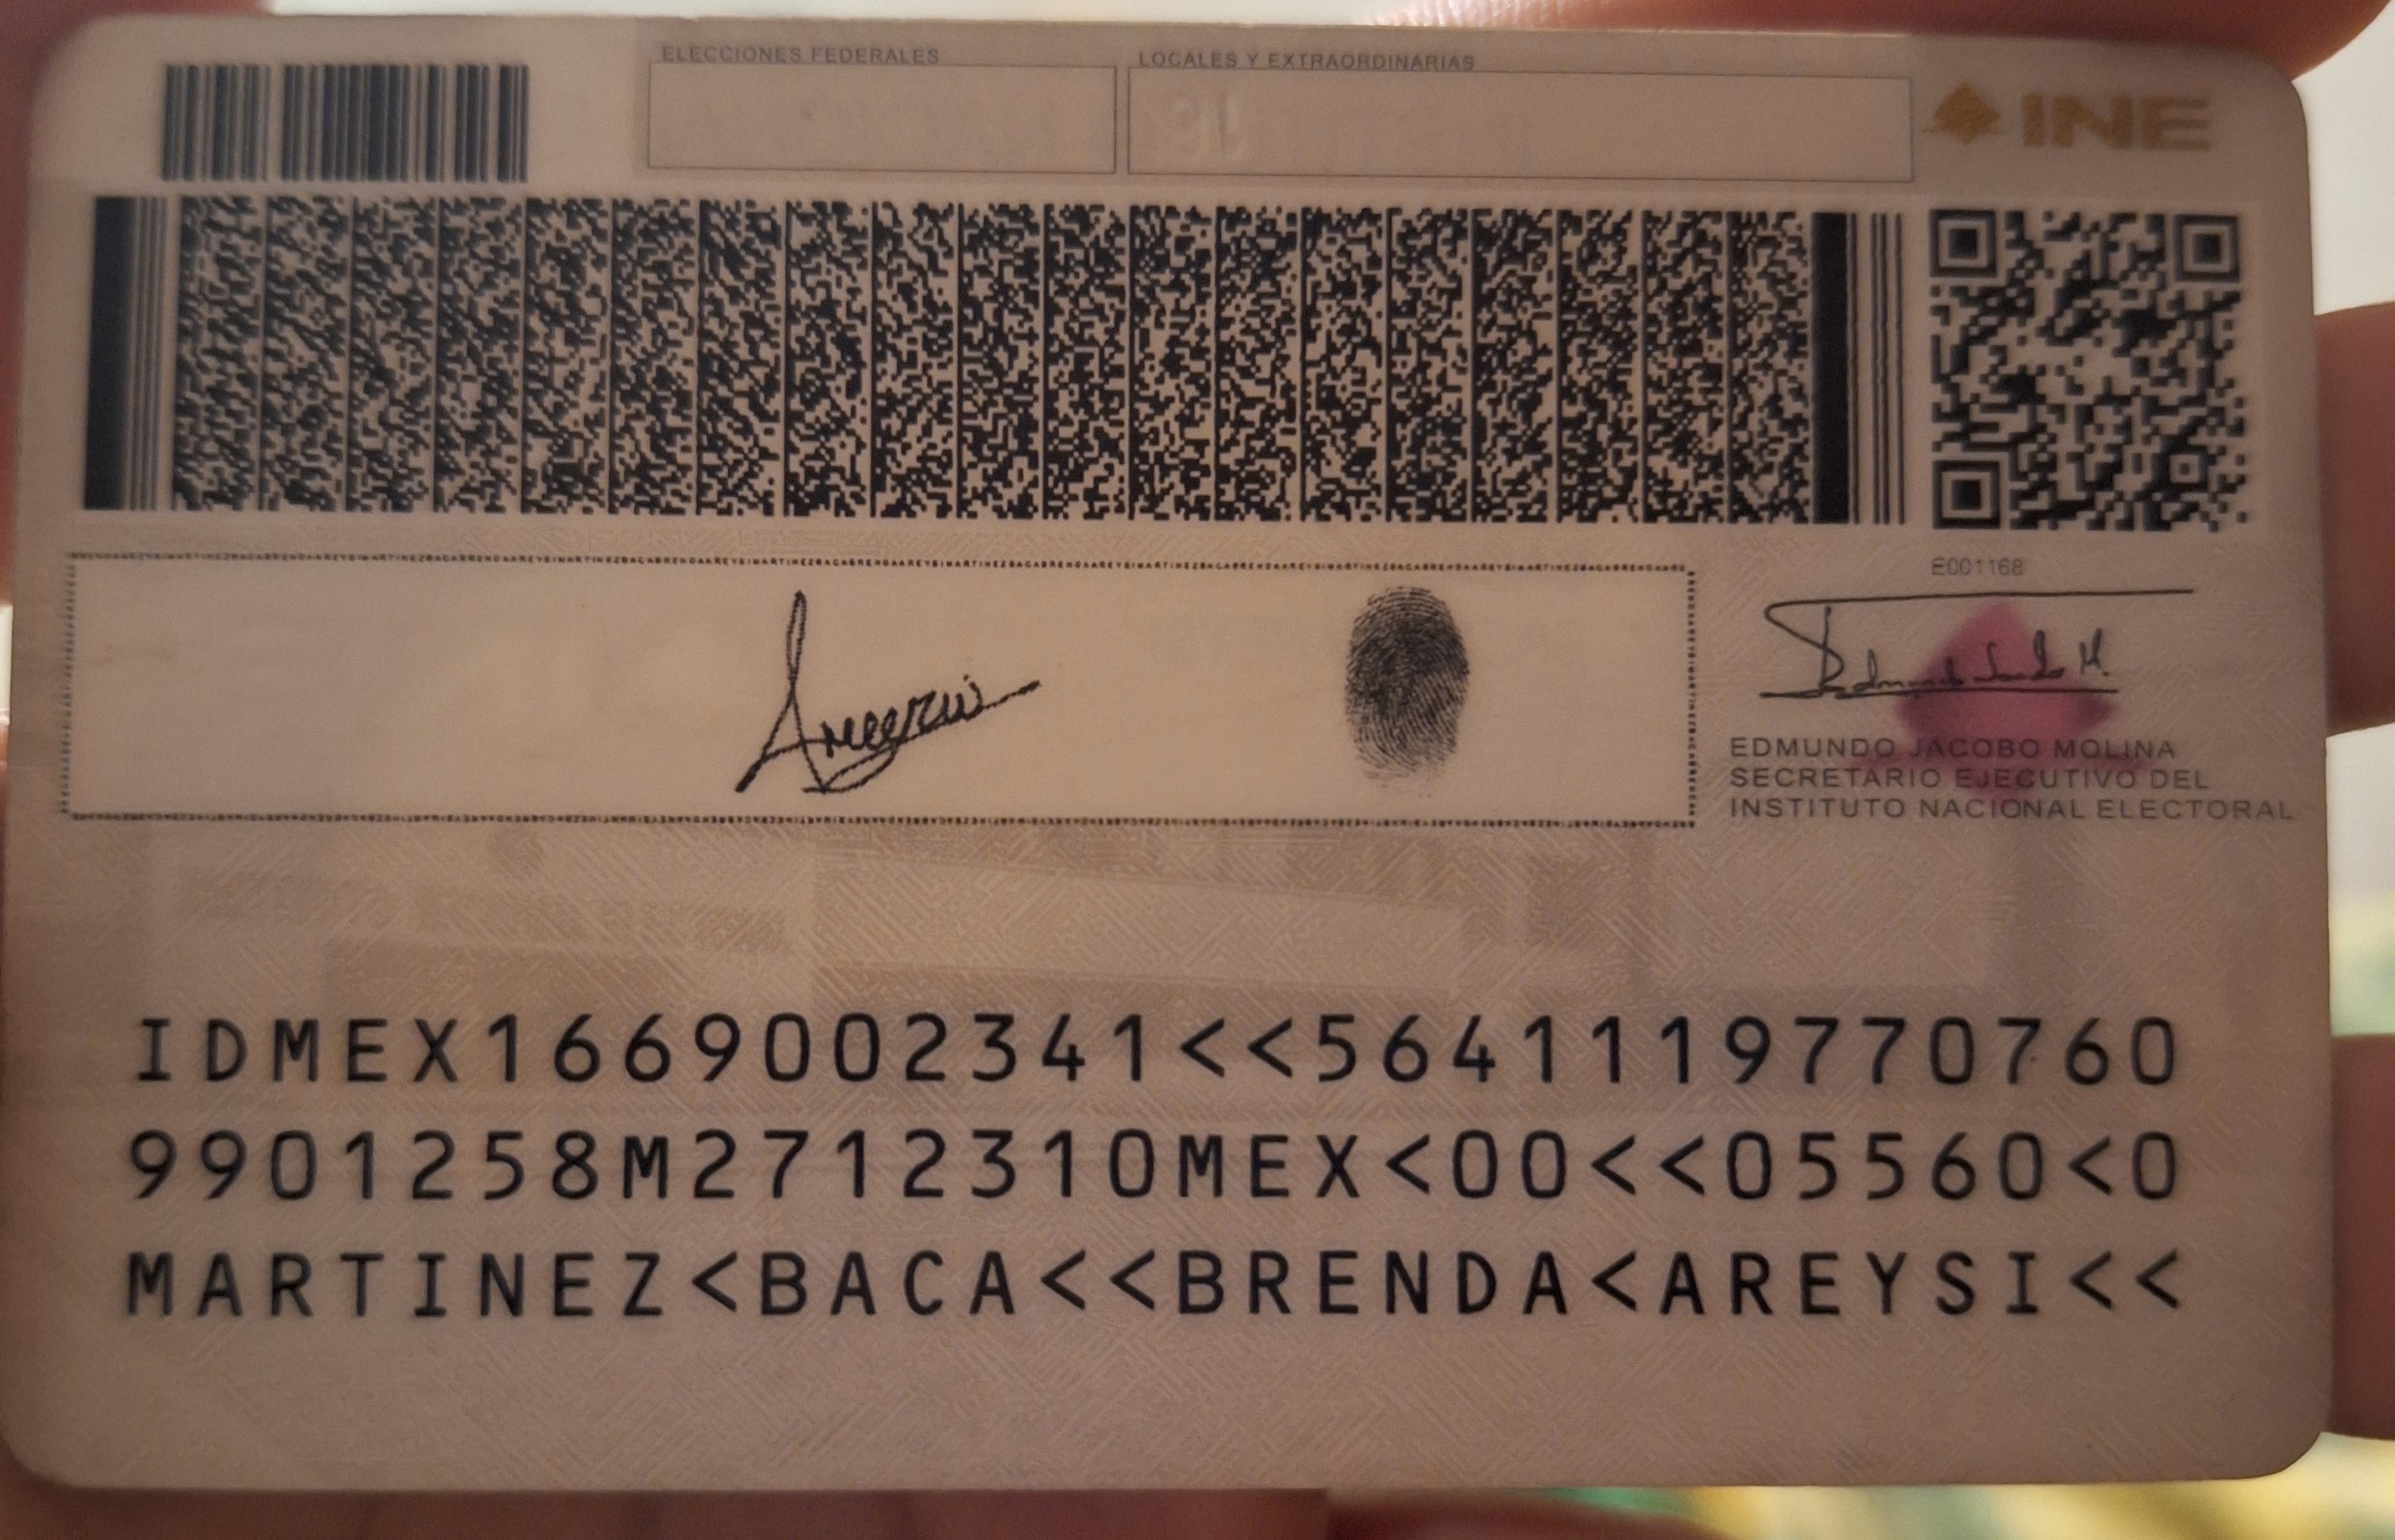 ELECCIONES FEDERALES
LOCALES Y EXTRAORDINARIAS
INE
E001168
EDMUNDO JACOBO MOLINA
SECRETARIO EJECUTIVO DEL
INSTITUTO NACIONAL ELECTORAL
IDMEX1669002341<<5641119770760
9901258M2712310MEX<00<<05560<0
MARTINEZ<BACA<<BRENDA<AREYSI<<